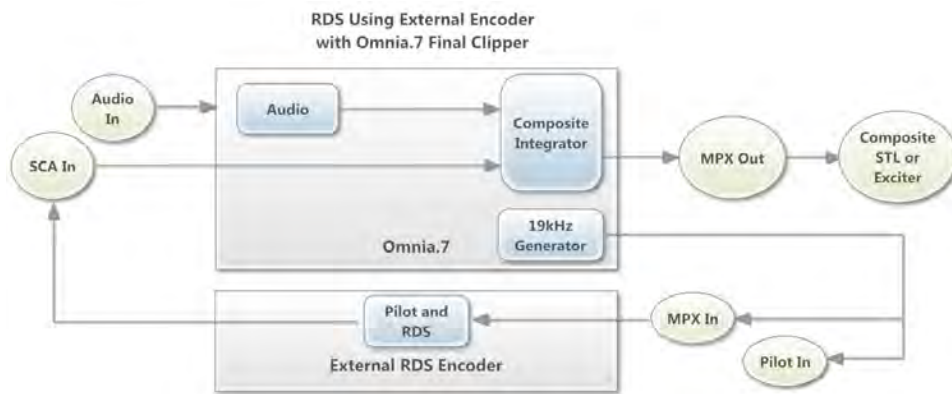 RDS Using External Encoder
with Omnia.7 Final Clipper
Audio
In
Audio
Composite
Integrator
SCA In
MPX Out
Composite
STL or
Exciter
19kHz
Generator
Omnia.7
Pilot and
RDS
MPX In
Pilot In
External RDS Encoder